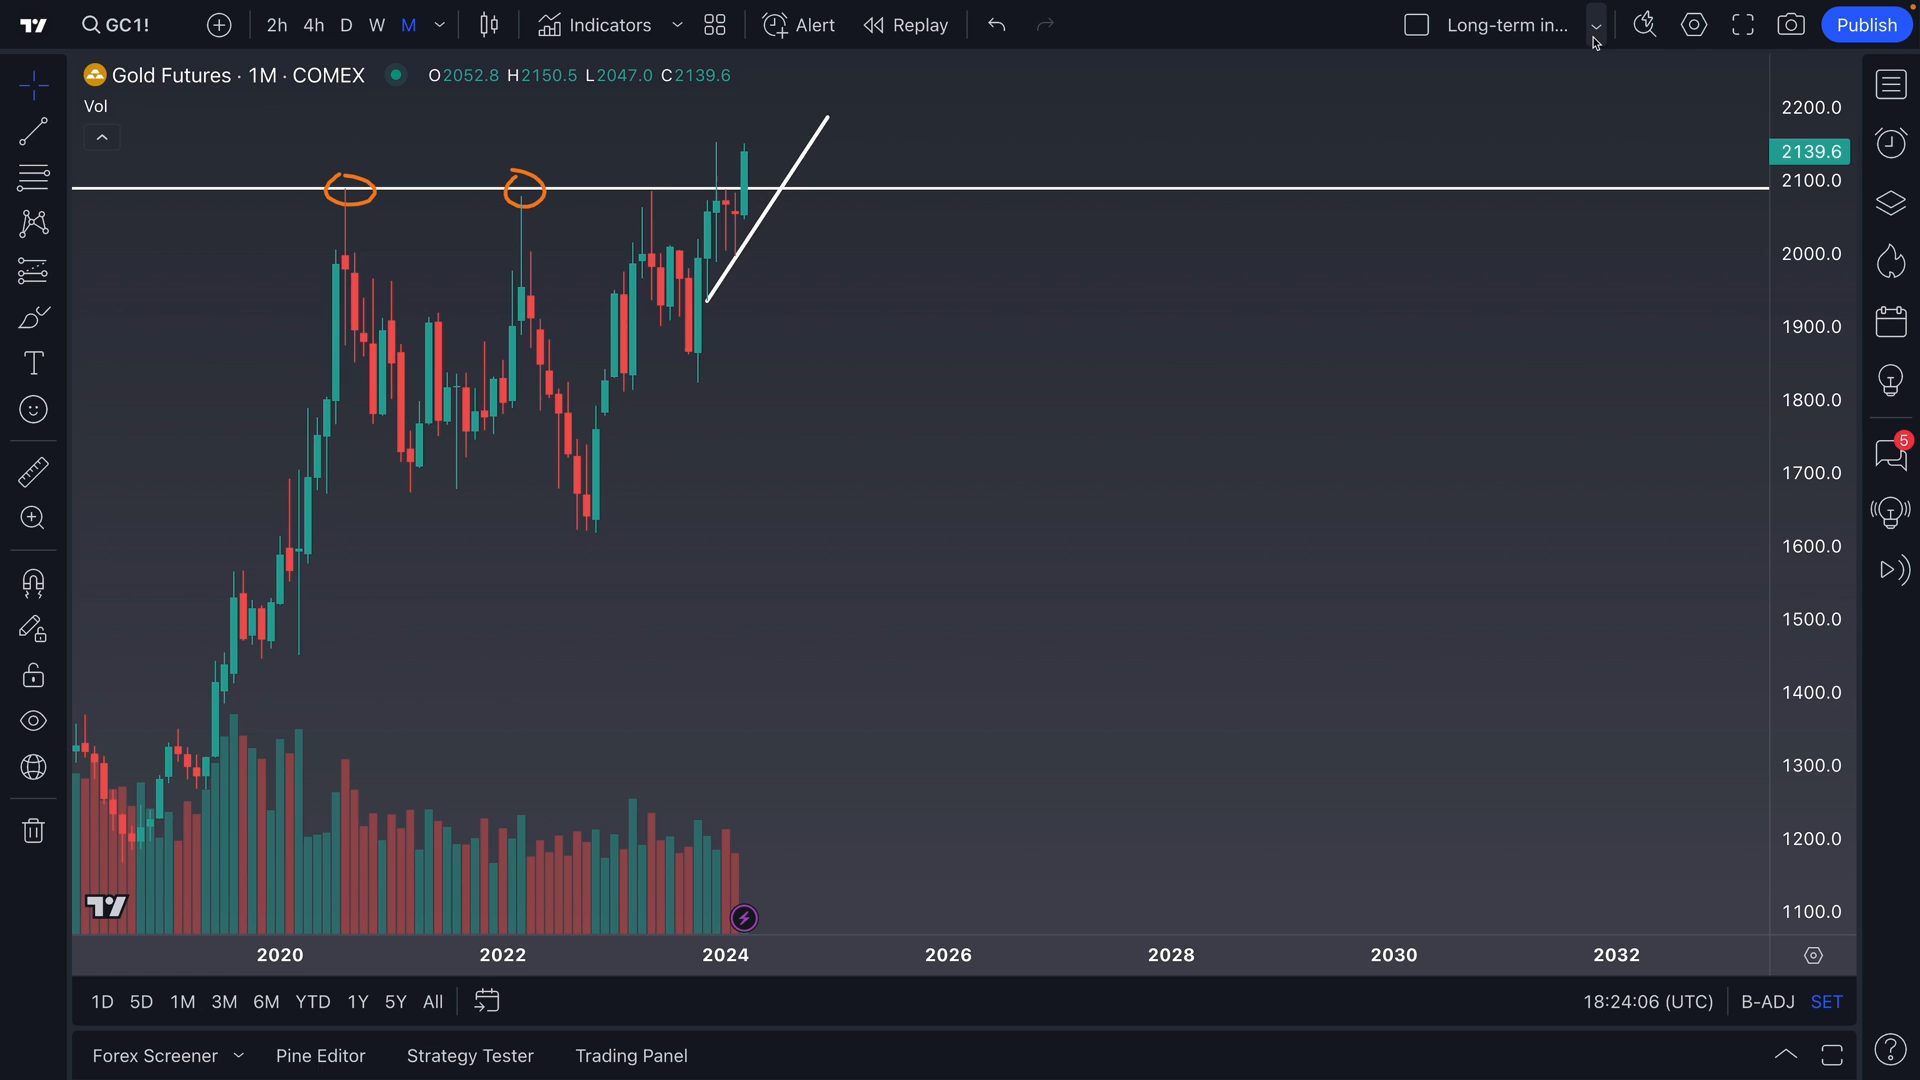 GC1! 2h 4h D W M Indicators Alert Replay Long-term in... Publish
Gold Futures · 1M · COMEX O2052.8 H2150.5 L2047.0 C2139.6
Vol
2200.0
2139.6
2100.0
2000.0
1900.0
1800.0
5
1700.0
1600.0
1500.0
1400.0
1300.0
1200.0
1100.0
2020 2022 2024 2026 2028 2030 2032
1D 5D 1M 3M 6M YTD 1Y 5Y All 18:24:06 (UTC) B-ADJ SET
Forex Screener Pine Editor Strategy Tester Trading Panel